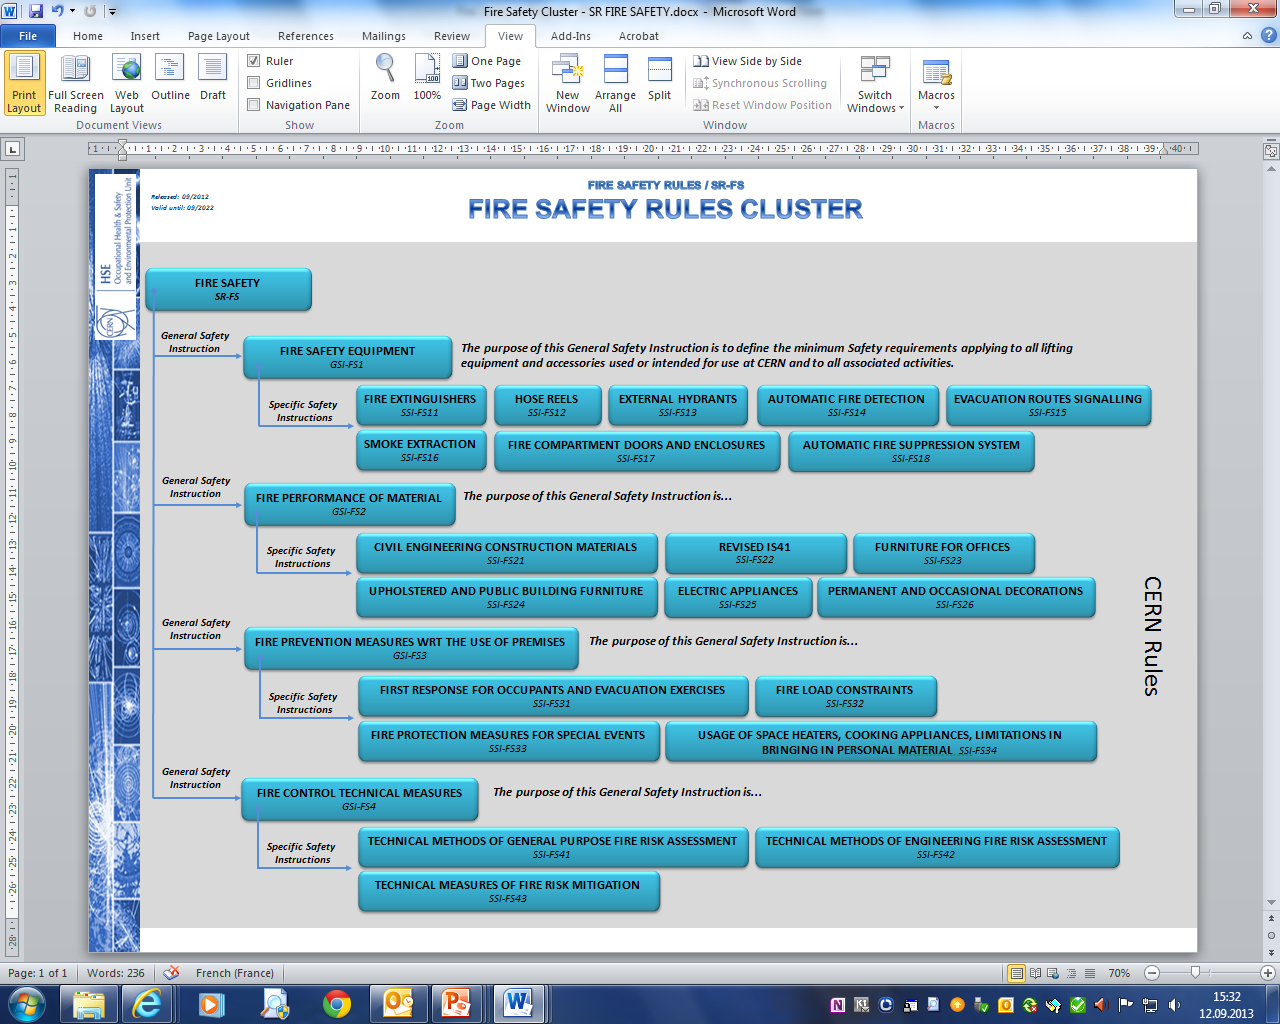 Fire Safety Cluster - SR FIRE SAFETY.docx - Microsoft Word
File Home Insert Page Layout References Mailings Review View Add-Ins Acrobat
Print Layout
Full Screen Reading
Web Layout
Outline
Draft
Document Views
Ruler
Gridlines
Navigation Pane
Show
Zoom
100%
One Page
Two Pages
Page Width
Zoom
New Window
Arrange All
Split
View Side by Side
Synchronous Scrolling
Reset Window Position
Switch Windows
Window
Macros
Macros
Released: 09/2012
Valid until: 09/2022
FIRE SAFETY RULES / SR-FS
FIRE SAFETY RULES CLUSTER
HSE
Occupational Health & Safety
and Environmental Protection Unit
CERN
FIRE SAFETY
SR-FS
General Safety
Instruction
FIRE SAFETY EQUIPMENT
GSI-FS1
The purpose of this General Safety Instruction is to define the minimum Safety requirements applying to all lifting
equipment and accessories used or intended for use at CERN and to all associated activities.
Specific Safety
Instructions
FIRE EXTINGUISHERS
SSI-FS11
HOSE REELS
SSI-FS12
EXTERNAL HYDRANTS
SSI-FS13
AUTOMATIC FIRE DETECTION
SSI-FS14
EVACUATION ROUTES SIGNALLING
SSI-FS15
SMOKE EXTRACTION
SSI-FS16
FIRE COMPARTMENT DOORS AND ENCLOSURES
SSI-FS17
AUTOMATIC FIRE SUPPRESSION SYSTEM
SSI-FS18
General Safety
Instruction
FIRE PERFORMANCE OF MATERIAL
GSI-FS2
The purpose of this General Safety Instruction is...
Specific Safety
Instructions
CIVIL ENGINEERING CONSTRUCTION MATERIALS
SSI-FS21
REVISED IS41
SSI-FS22
FURNITURE FOR OFFICES
SSI-FS23
UPHOLSTERED AND PUBLIC BUILDING FURNITURE
SSI-FS24
ELECTRIC APPLIANCES
SSI-FS25
PERMANENT AND OCCASIONAL DECORATIONS
SSI-FS26
CERN Rules
General Safety
Instruction
FIRE PREVENTION MEASURES WRT THE USE OF PREMISES
GSI-FS3
The purpose of this General Safety Instruction is...
Specific Safety
Instructions
FIRST RESPONSE FOR OCCUPANTS AND EVACUATION EXERCISES
SSI-FS31
FIRE LOAD CONSTRAINTS
SSI-FS32
FIRE PROTECTION MEASURES FOR SPECIAL EVENTS
SSI-FS33
USAGE OF SPACE HEATERS, COOKING APPLIANCES, LIMITATIONS IN
BRINGING IN PERSONAL MATERIAL SSI-FS34
General Safety
Instruction
FIRE CONTROL TECHNICAL MEASURES
GSI-FS4
The purpose of this General Safety Instruction is...
Specific Safety
Instructions
TECHNICAL METHODS OF GENERAL PURPOSE FIRE RISK ASSESSMENT
SSI-FS41
TECHNICAL METHODS OF ENGINEERING FIRE RISK ASSESSMENT
SSI-FS42
TECHNICAL MEASURES OF FIRE RISK MITIGATION
SSI-FS43
Page: 1 of 1 Words: 236 French (France) 70%
15:32
12.09.2013